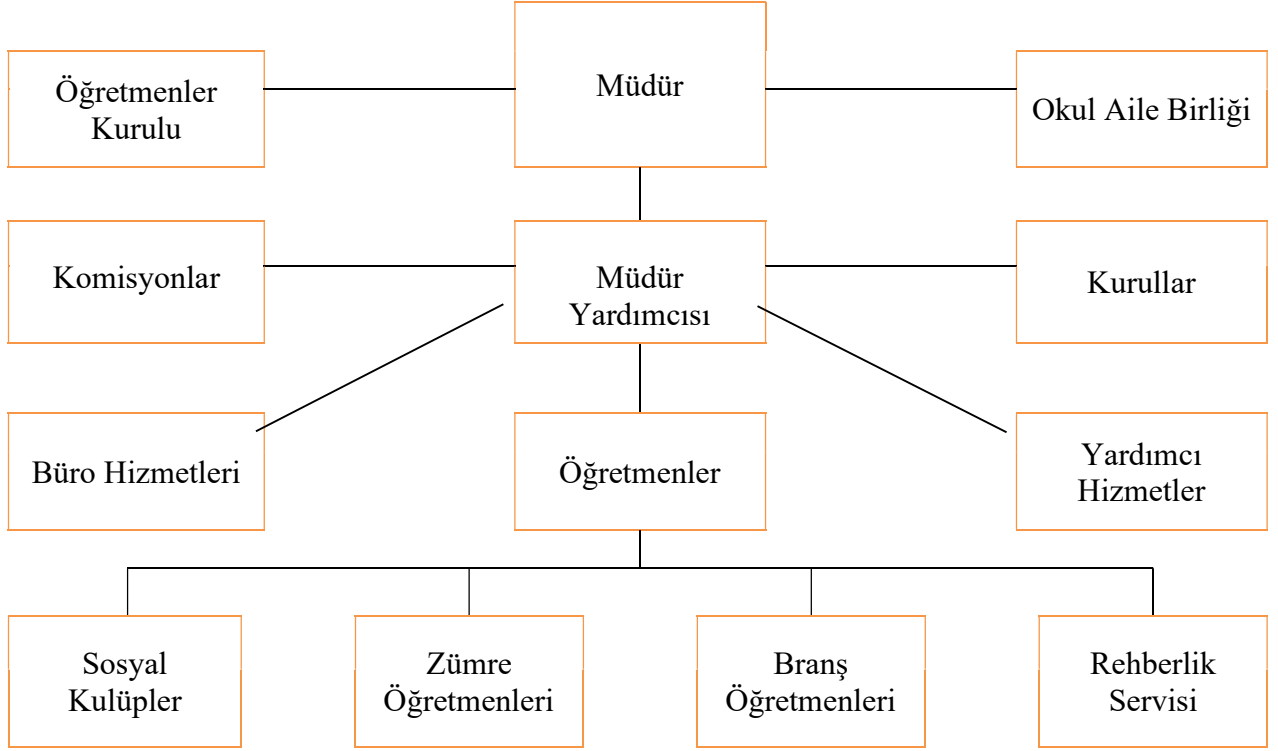 Öğretmenler
Kurulu
Müdür
Okul Aile Birliği
Komisyonlar
Müdür
Yardımcısı
Kurullar
Büro Hizmetleri
Öğretmenler
Yardımcı
Hizmetler
Sosyal
Kulüpler
Zümre
Öğretmenleri
Branş
Öğretmenleri
Rehberlik
Servisi